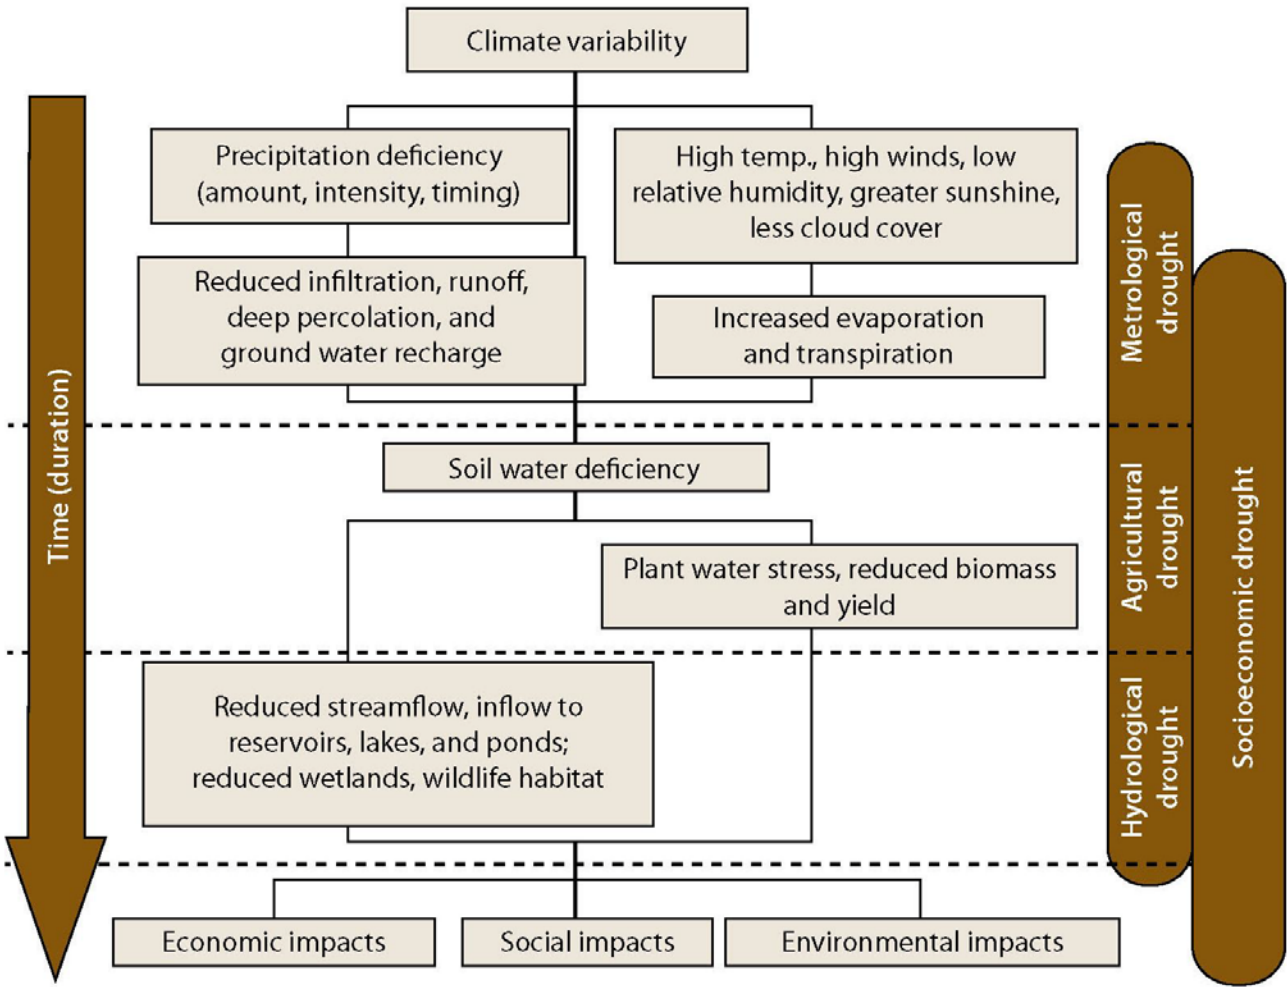 Climate variability
Precipitation deficiency
(amount, intensity, timing)
High temp., high winds, low
relative humidity, greater sunshine,
less cloud cover
Reduced infiltration, runoff,
deep percolation, and
ground water recharge
Increased evaporation
and transpiration
Soil water deficiency
Plant water stress, reduced biomass
and yield
Reduced streamflow, inflow to
reservoirs, lakes, and ponds;
reduced wetlands, wildlife habitat
Economic impacts
Social impacts
Environmental impacts
Time (duration)
Metrological
drought
Agricultural
drought
Hydrological
drought
Socioeconomic drought